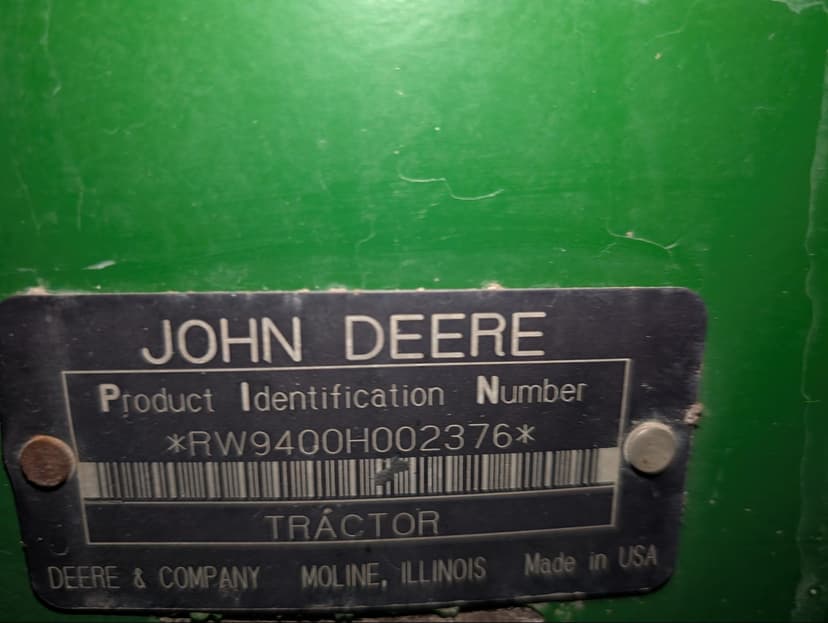 JOHN DEERE
Product Identification Number
*RW9400H002376*
TRACTOR
DEERE & COMPANY MOLINE, ILLINOIS Made in USA